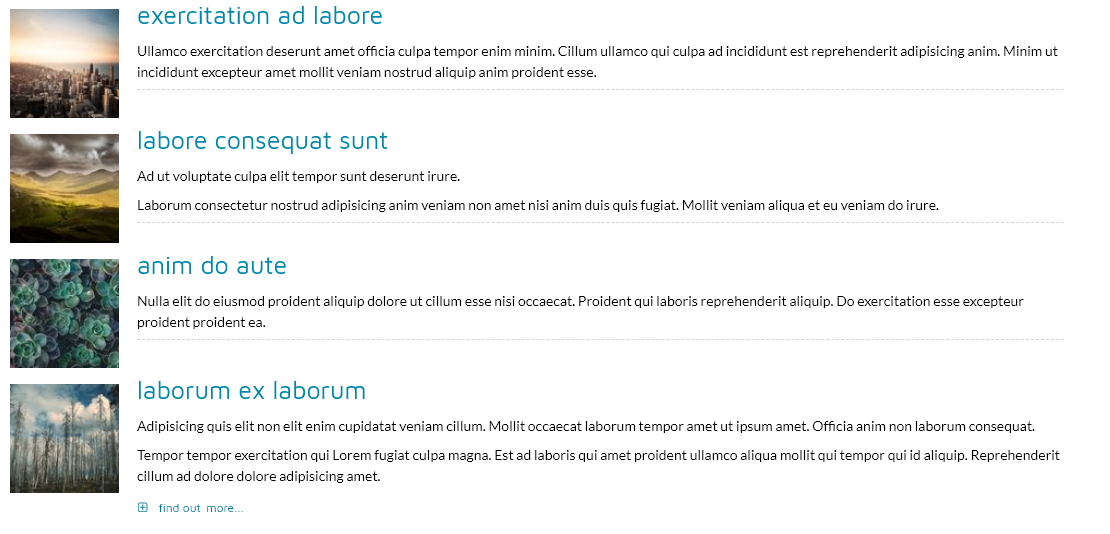 exercitation ad labore
Ullamco exercitation deserunt amet officia culpa tempor enim minim. Cillum ullamco qui culpa ad incididunt est reprehenderit adipisicing anim. Minim ut
incididunt excepteur amet mollit veniam nostrud aliquip anim proident esse.
labore consequat sunt
Ad ut voluptate culpa elit tempor sunt deserunt irure.
Laborum consectetur nostrud adipisicing anim veniam non amet nisi anim duis quis fugiat. Mollit veniam aliqua et eu veniam do irure.
anim do aute
Nulla elit do eiusmod proident aliquip dolore ut cillum esse nisi occaecat. Proident qui laboris reprehenderit aliquip. Do exercitation esse excepteur
proident proident ea.
laborum ex laborum
Adipisicing quis elit non elit enim cupidatat veniam cillum. Mollit occaecat laborum tempor amet ut ipsum amet. Officia anim non laborum consequat.
Tempor tempor exercitation qui Lorem fugiat culpa magna. Est ad laboris qui amet proident ullamco aliqua mollit qui tempor qui id aliquip. Reprehenderit
cillum ad dolore dolore adipisicing amet.
find out more...